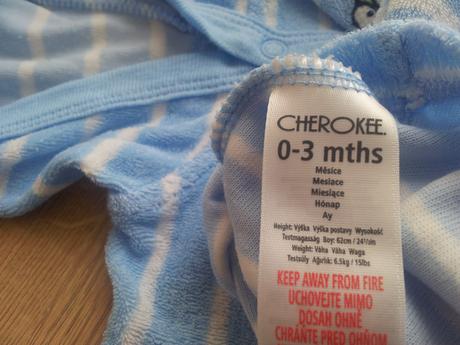 CHEROKEE.
0-3 mths
Měsíce
Mesiace
Miesiące
Hónap
Ay
Height: Výška Výška postavy Wysokość
Testmagasság Boy: 62cm / 24½in
Weight: Váha Váha Waga
Testsúly Ağırlık: 6.5kg / 15lbs
KEEP AWAY FROM FIRE
UCHOVEJTE MIMO
DOSAH OHNĚ
CHRÁŇTE PRED OHŇOM